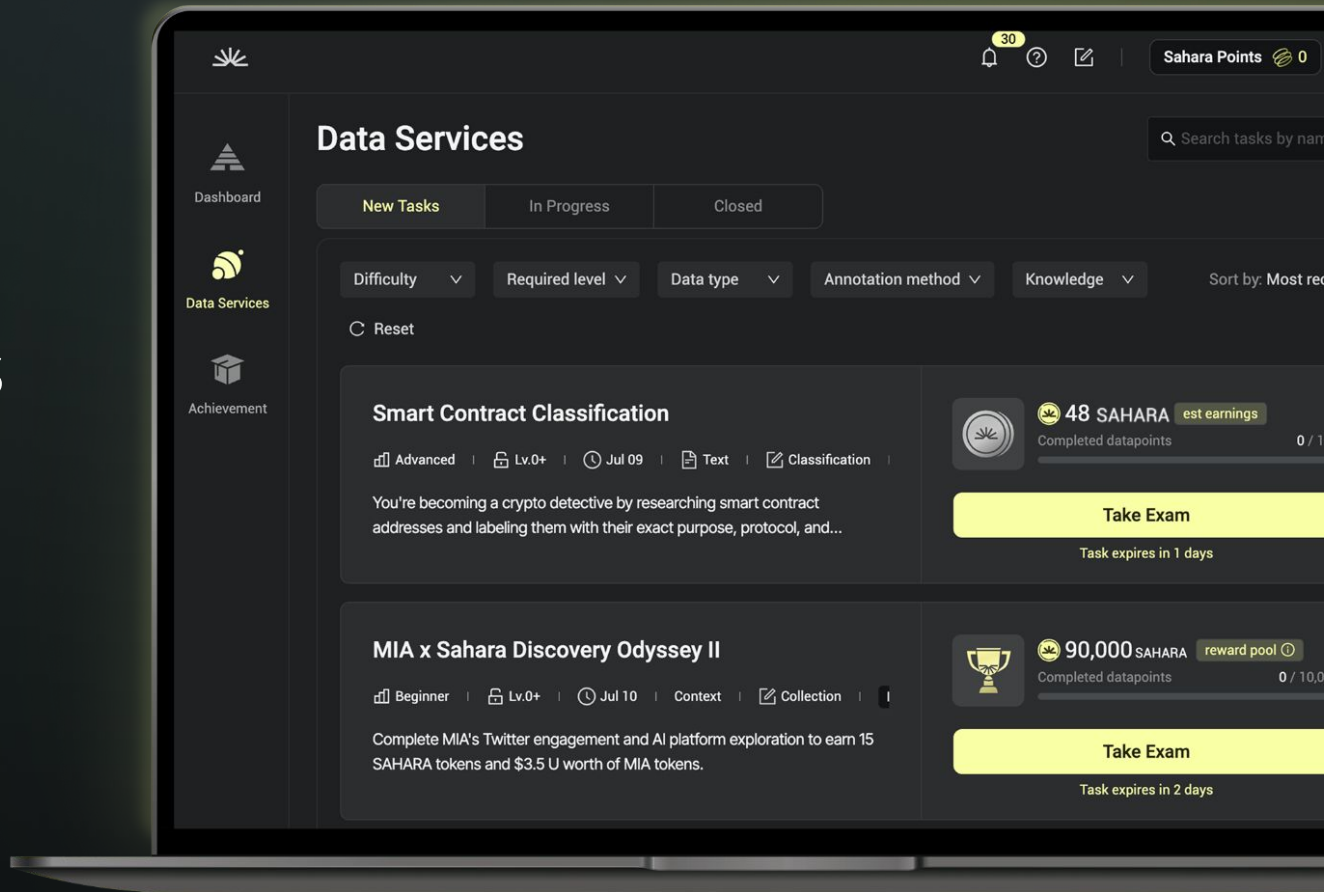 30
Sahara Points 0
Data Services
Search tasks by nam
Dashboard
New Tasks In Progress Closed
Difficulty Required level Data type Annotation method Knowledge Sort by: Most rec
Data Services
Reset
S
Achievement
Smart Contract Classification
48 SAHARA est earnings
Completed datapoints 0 / 1
Advanced Lv.0+ Jul 09 Text Classification
You're becoming a crypto detective by researching smart contract
addresses and labeling them with their exact purpose, protocol, and...
Take Exam
Task expires in 1 days
MIA x Sahara Discovery Odyssey II
90,000 SAHARA reward pool
Completed datapoints 0 / 10,0
Beginner Lv.0+ Jul 10 Context Collection
Complete MIA's Twitter engagement and AI platform exploration to earn 15
SAHARA tokens and $3.5 U worth of MIA tokens.
Take Exam
Task expires in 2 days